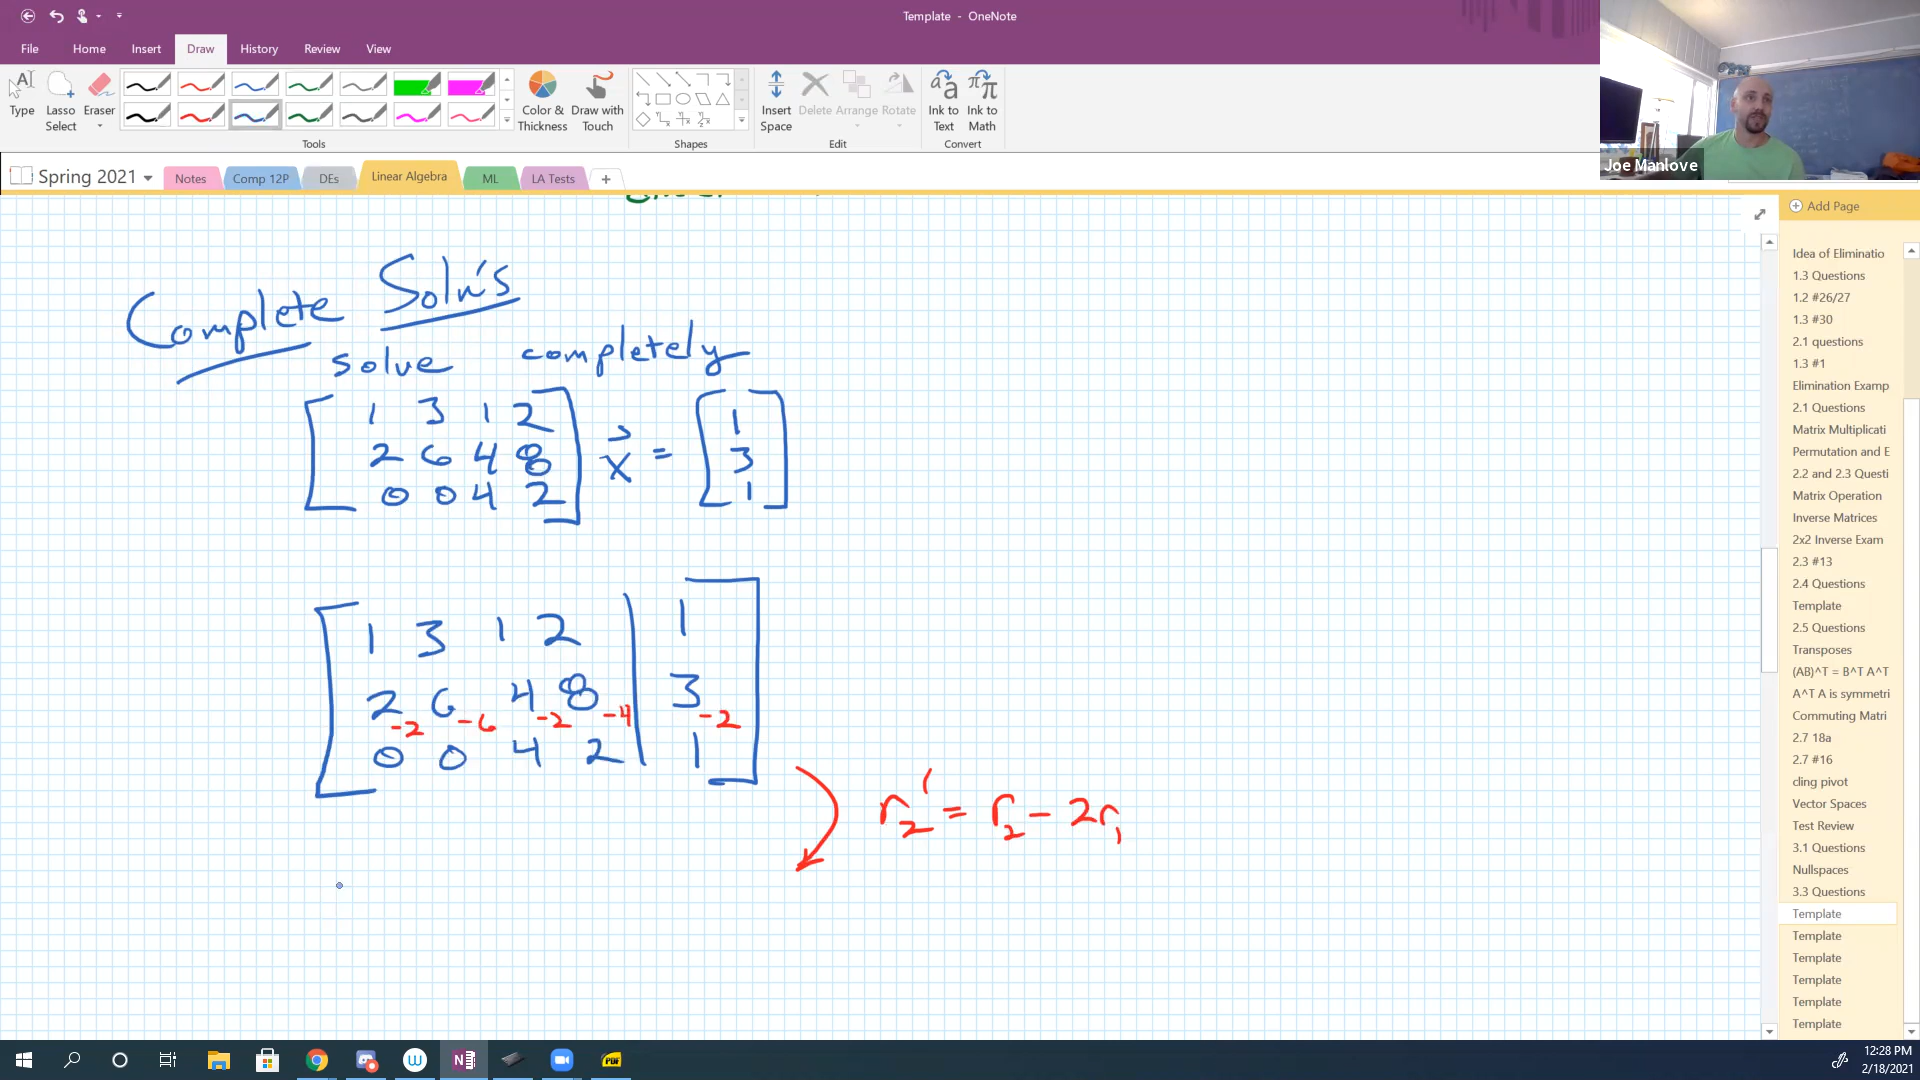 Template - OneNote
File Home Insert Draw History Review View
Type
Lasso Select
Eraser
Color & Thickness
Draw with Touch
Insert Space
Delete Arrange Rotate
Ink to Text
Ink to Math
Tools Shapes Edit Convert
Joe Manlove
Spring 2021 Notes Comp 12P DEs Linear Algebra ML LA Tests
Complete Soln's
solve completely
1 3 1 2
2 6 4 8 x = 
0 0 4 2
1
3
1
1 3 1 2 | 1
2 6 4 8 | 3
-2 -6 -2 -4 -2
0 0 4 2 | 1
r2' = r2 - 2r1
Add Page
Idea of Eliminatio
1.3 Questions
1.2 #26/27
1.3 #30
2.1 questions
1.3 #1
Elimination Examp
2.1 Questions
Matrix Multiplicati
Permutation and E
2.2 and 2.3 Questi
Matrix Operation
Inverse Matrices
2x2 Inverse Exam
2.3 #13
2.4 Questions
Template
2.5 Questions
Transposes
(AB)^T = B^T A^T
A^T A is symmetri
Commuting Matri
2.7 18a
2.7 #16
cling pivot
Vector Spaces
Test Review
3.1 Questions
Nullspaces
3.3 Questions
Template
Template
Template
Template
Template
Template
12:28 PM
2/18/2021